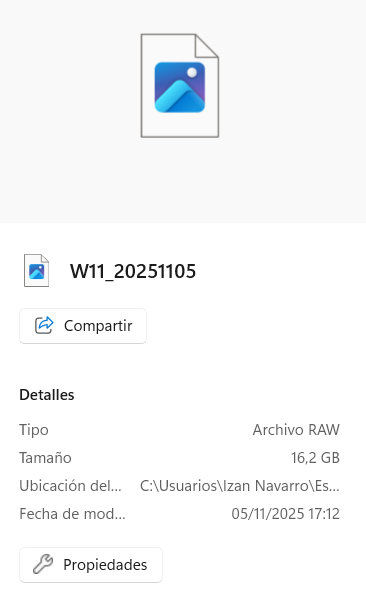 W11_20251105
Compartir
Detalles
Tipo Archivo RAW
Tamaño 16,2 GB
Ubicación del... C:\Usuarios\Izan Navarro\Es...
Fecha de mod... 05/11/2025 17:12
Propiedades